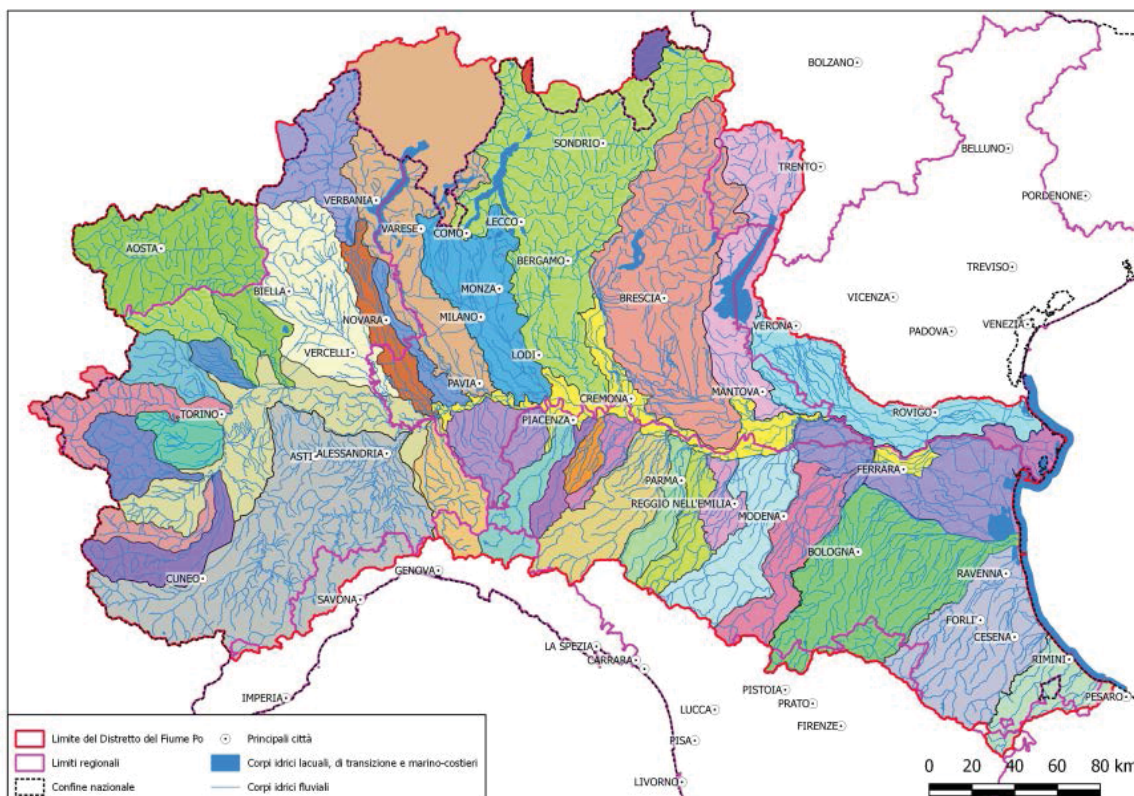 BOLZANO
BELLUNO
SONDRIO
TRENTO
PORDENONE
VERBANIA
LECCO
VARESE
COMO
AOSTA
BERGAMO
TREVISO
BIELLA
MONZA
BRESCIA
VICENZA
NOVARA
MILANO
VERONA
PADOVA
VENEZIA
VERCELLI
LODI
PAVIA
MANTOVA
CREMONA
TORINO
PIACENZA
ROVIGO
ASTI
ALESSANDRIA
FERRARA
PARMA
REGGIO NELL'EMILIA
MODENA
BOLOGNA
GENOVA
RAVENNA
CUNEO
SAVONA
FORLI'
CESENA
LA SPEZIA
CARRARA
RIMINI
IMPERIA
PISTOIA
PESARO
PRATO
LUCCA
FIRENZE
PISA
LIVORNO
Limite del Distretto del Fiume Po
Principali città
Limiti regionali
Corpi idrici lacuali, di transizione e marino-costieri
Confine nazionale
Corpi idrici fluviali
0 20 40 60 80 km